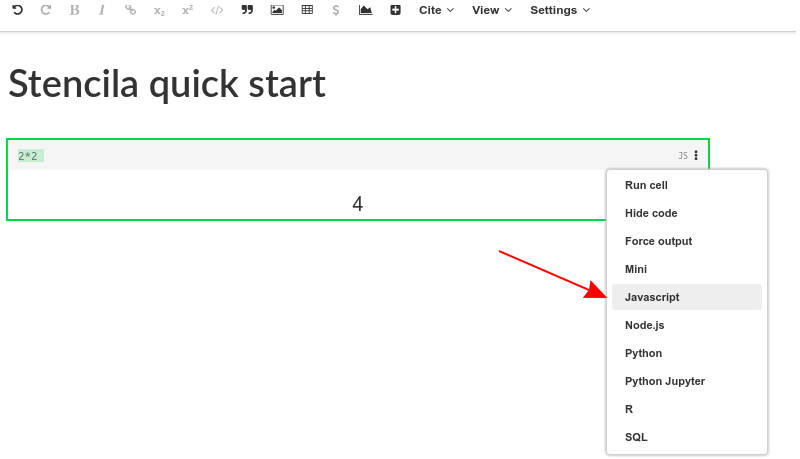 B I x₂ x² </> $ Cite View Settings
Stencila quick start
2*2 JS
4
Run cell
Hide code
Force output
Mini
Javascript
Node.js
Python
Python Jupyter
R
SQL